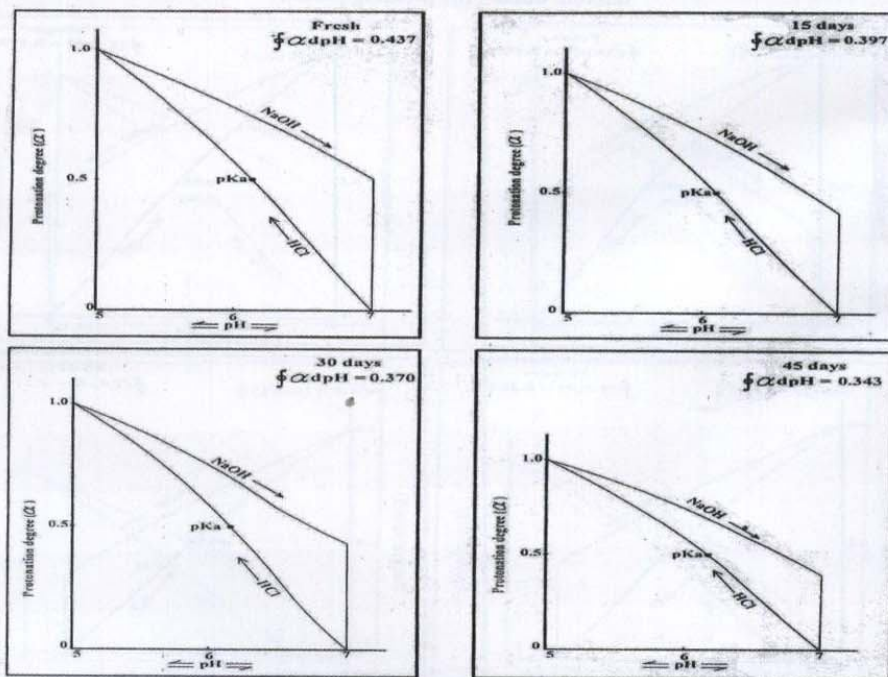 Fresh
∮ αdpH = 0.437
1.0
Protonation degree (α)
NaOH
0.5
pKa
HCl
0
5
6
7
pH
15 days
∮ αdpH = 0.397
1.0
Protonation degree (α)
NaOH
0.5
pKa
HCl
0
5
6
7
pH
30 days
∮ αdpH = 0.370
1.0
Protonation degree (α)
NaOH
0.5
pKa
HCl
0
5
6
7
pH
45 days
∮ αdpH = 0.343
1.0
Protonation degree (α)
NaOH
0.5
pKa
HCl
0
5
6
7
pH